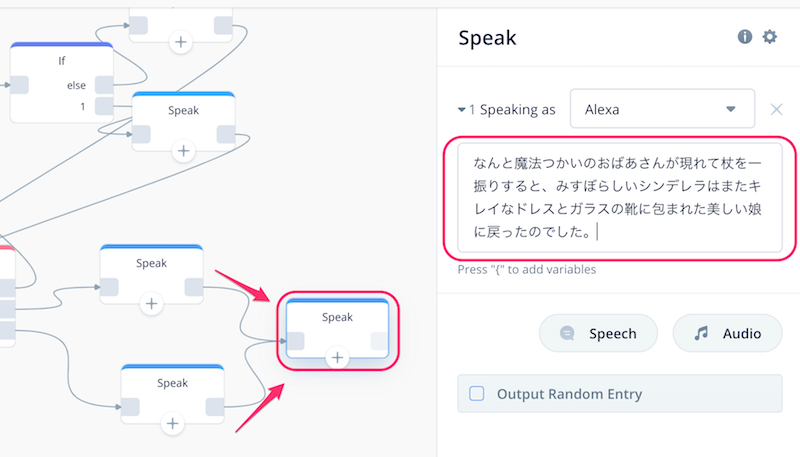 If
else
1
Speak
Speak
Speak
Speak
Speak
Speak
1 Speaking as
Alexa
なんと魔法つかいのおばあさんが現れて杖を一
振りすると、みすぼらしいシンデレラはまたキ
レイなドレスとガラスの靴に包まれた美しい娘
に戻ったのでした。
Press "{" to add variables
Speech
Audio
Output Random Entry